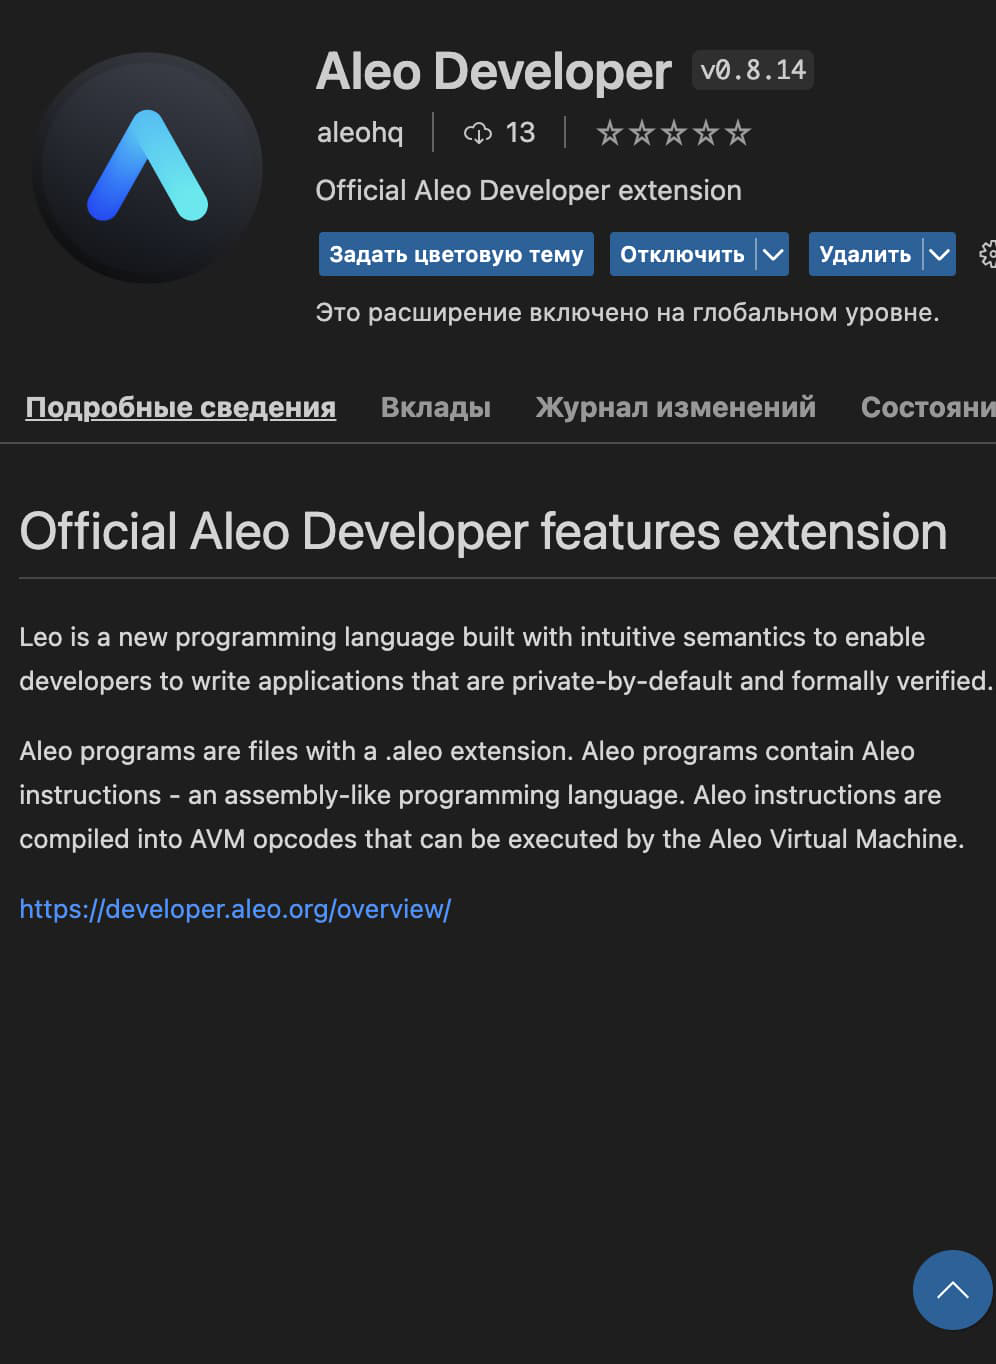 Aleo Developer v0.8.14
aleohq 13
Official Aleo Developer extension
Задать цветовую тему Отключить Удалить
Это расширение включено на глобальном уровне.
Подробные сведения Вклады Журнал изменений Состояни
Official Aleo Developer features extension
Leo is a new programming language built with intuitive semantics to enable
developers to write applications that are private-by-default and formally verified.
Aleo programs are files with a .aleo extension. Aleo programs contain Aleo
instructions - an assembly-like programming language. Aleo instructions are
compiled into AVM opcodes that can be executed by the Aleo Virtual Machine.
https://developer.aleo.org/overview/